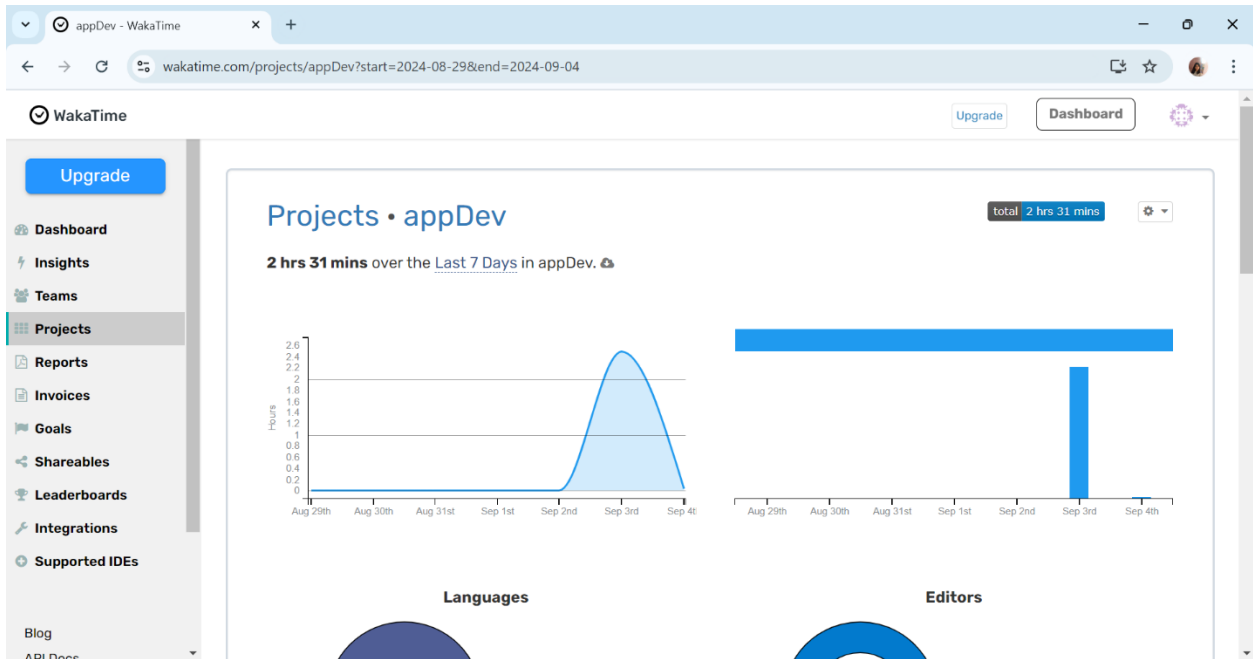 appDev - WakaTime
wakatime.com/projects/appDev?start=2024-08-29&end=2024-09-04
WakaTime
Upgrade
Dashboard
Upgrade
Dashboard
Insights
Teams
Projects
Reports
Invoices
Goals
Shareables
Leaderboards
Integrations
Supported IDEs
Blog
API Docs
Projects • appDev
total 2 hrs 31 mins
2 hrs 31 mins over the Last 7 Days in appDev.
Hours
2.6
2.4
2.2
2
1.8
1.6
1.4
1.2
1
0.8
0.6
0.4
0.2
0
Aug 29th Aug 30th Aug 31st Sep 1st Sep 2nd Sep 3rd Sep 4t
Aug 29th Aug 30th Aug 31st Sep 1st Sep 2nd Sep 3rd Sep 4th
Languages
Editors